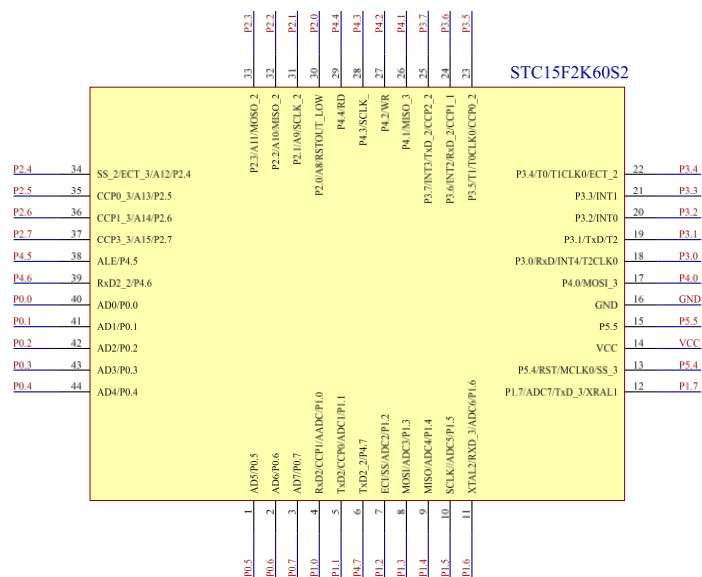 P2.3
P2.2
P2.1
P2.0
P4.4
P4.3
P4.2
P4.1
P3.7
P3.6
P3.5
33
32
31
30
29
28
27
26
25
24
23
STC15F2K60S2
P2.3/A11/MOSO_2
P2.2/A10/MISO_2
P2.1/A9/SCLK_2
P2.0/A8/RSTOUT_LOW
P4.4/RD
P4.3/SCLK_
P4.2/WR
P4.1/MISO_3
P3.7/INT3/TxD_2/CCP2_2
P3.6/INT2/RxD_2/CCP1_1
P3.5/T1/T0CLK0/CCP0_2
P2.4 34 SS_2/ECT_3/A12/P2.4
P2.5 35 CCP0_3/A13/P2.5
P2.6 36 CCP1_3/A14/P2.6
P2.7 37 CCP3_3/A15/P2.7
P4.5 38 ALE/P4.5
P4.6 39 RxD2_2/P4.6
P0.0 40 AD0/P0.0
P0.1 41 AD1/P0.1
P0.2 42 AD2/P0.2
P0.3 43 AD3/P0.3
P0.4 44 AD4/P0.4
P3.4/T0/T1CLK0/ECT_2 22 P3.4
P3.3/INT1 21 P3.3
P3.2/INT0 20 P3.2
P3.1/TxD/T2 19 P3.1
P3.0/RxD/INT4/T2CLK0 18 P3.0
P4.0/MOSI_3 17 P4.0
GND 16 GND
P5.5 15 P5.5
VCC 14 VCC
P5.4/RST/MCLK0/SS_3 13 P5.4
P1.7/ADC7/TxD_3/XRAL1 12 P1.7
AD5/P0.5
AD6/P0.6
AD7/P0.7
RxD2/CCP1/AADC/P1.0
TxD2/CCP0/ADC1/P1.1
TxD2_2/P4.7
ECI/SS/ADC2/P1.2
MOSI/ADC3/P1.3
MISO/ADC4/P1.4
SCLK//ADC5/P1.5
XTAL2/RXD_3/ADC6/P1.6
1
2
3
4
5
6
7
8
9
10
11
P0.5
P0.6
P0.7
P1.0
P1.1
P4.7
P1.2
P1.3
P1.4
P1.5
P1.6